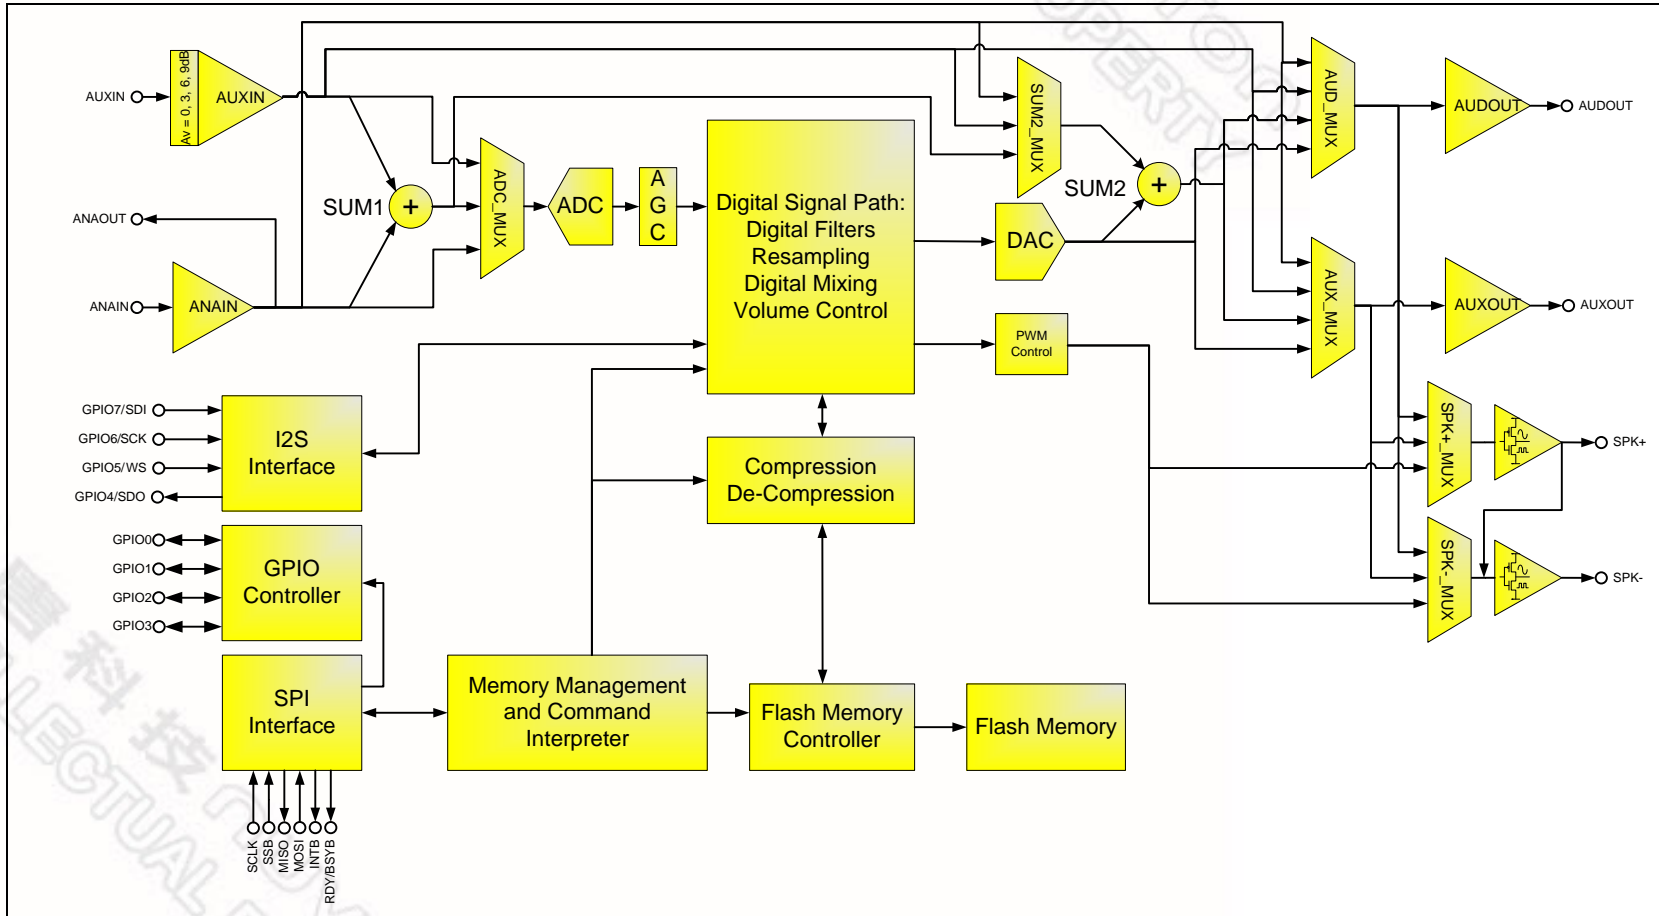 AUXIN
Av = 0, 3, 6, 9dB
AUXIN
ANAOUT
ANAIN
ANAIN
SUM1
+
ADC_MUX
ADC
A
G
C
Digital Signal Path:
Digital Filters
Resampling
Digital Mixing
Volume Control
SUM2_MUX
SUM2
+
DAC
PWM
Control
AUD_MUX
AUDOUT
AUDOUT
AUX_MUX
AUXOUT
AUXOUT
SPK+_MUX
SPK+
SPK-_MUX
SPK-
GPIO7/SDI
GPIO6/SCK
GPIO5/WS
GPIO4/SDO
I2S
Interface
Compression
De-Compression
GPIO0
GPIO1
GPIO2
GPIO3
GPIO
Controller
SPI
Interface
Memory Management
and Command
Interpreter
Flash Memory
Controller
Flash Memory
SCLK
SSB
MISO
MOSI
INTB
RDY/BSYB
OPERTY
科技
LLECTUAL